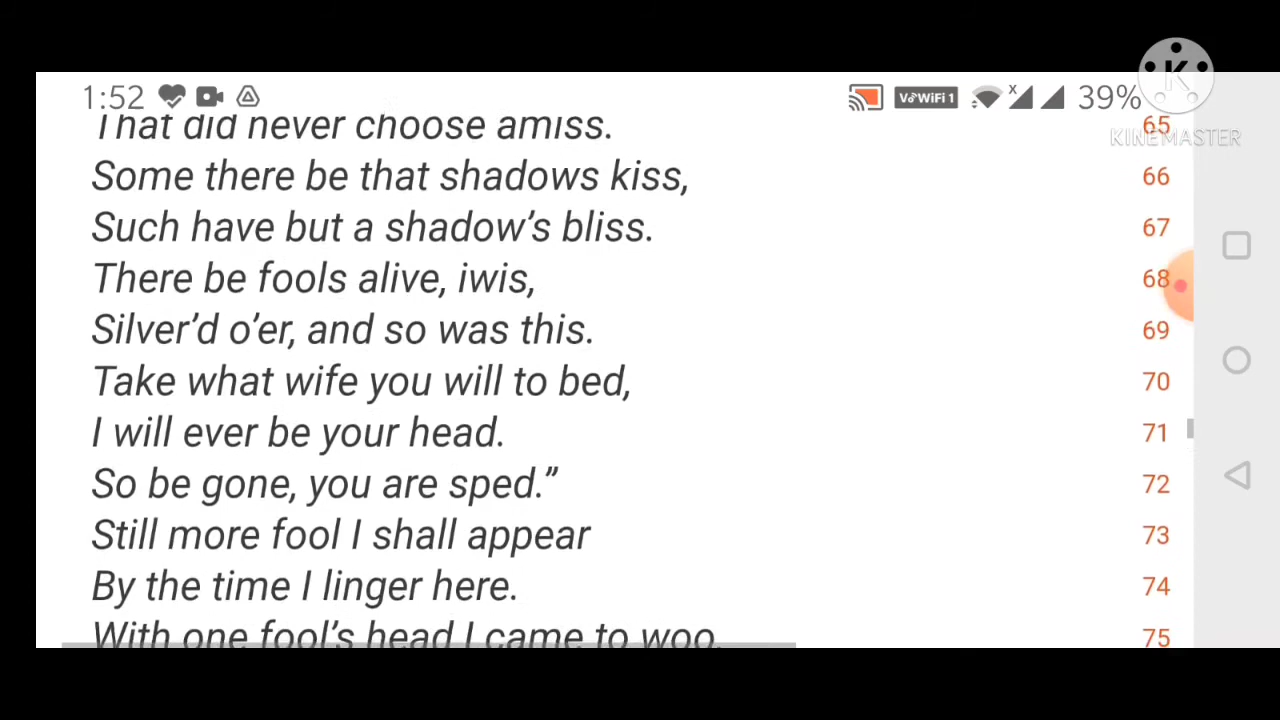 1:52 VoWiFi 1 x 39%
K
KINEMASTER
That did never choose amiss. 65
Some there be that shadows kiss, 66
Such have but a shadow’s bliss. 67
There be fools alive, iwis, 68
Silver’d o’er, and so was this. 69
Take what wife you will to bed, 70
I will ever be your head. 71
So be gone, you are sped.” 72
Still more fool I shall appear 73
By the time I linger here. 74
With one fool’s head I came to woo, 75